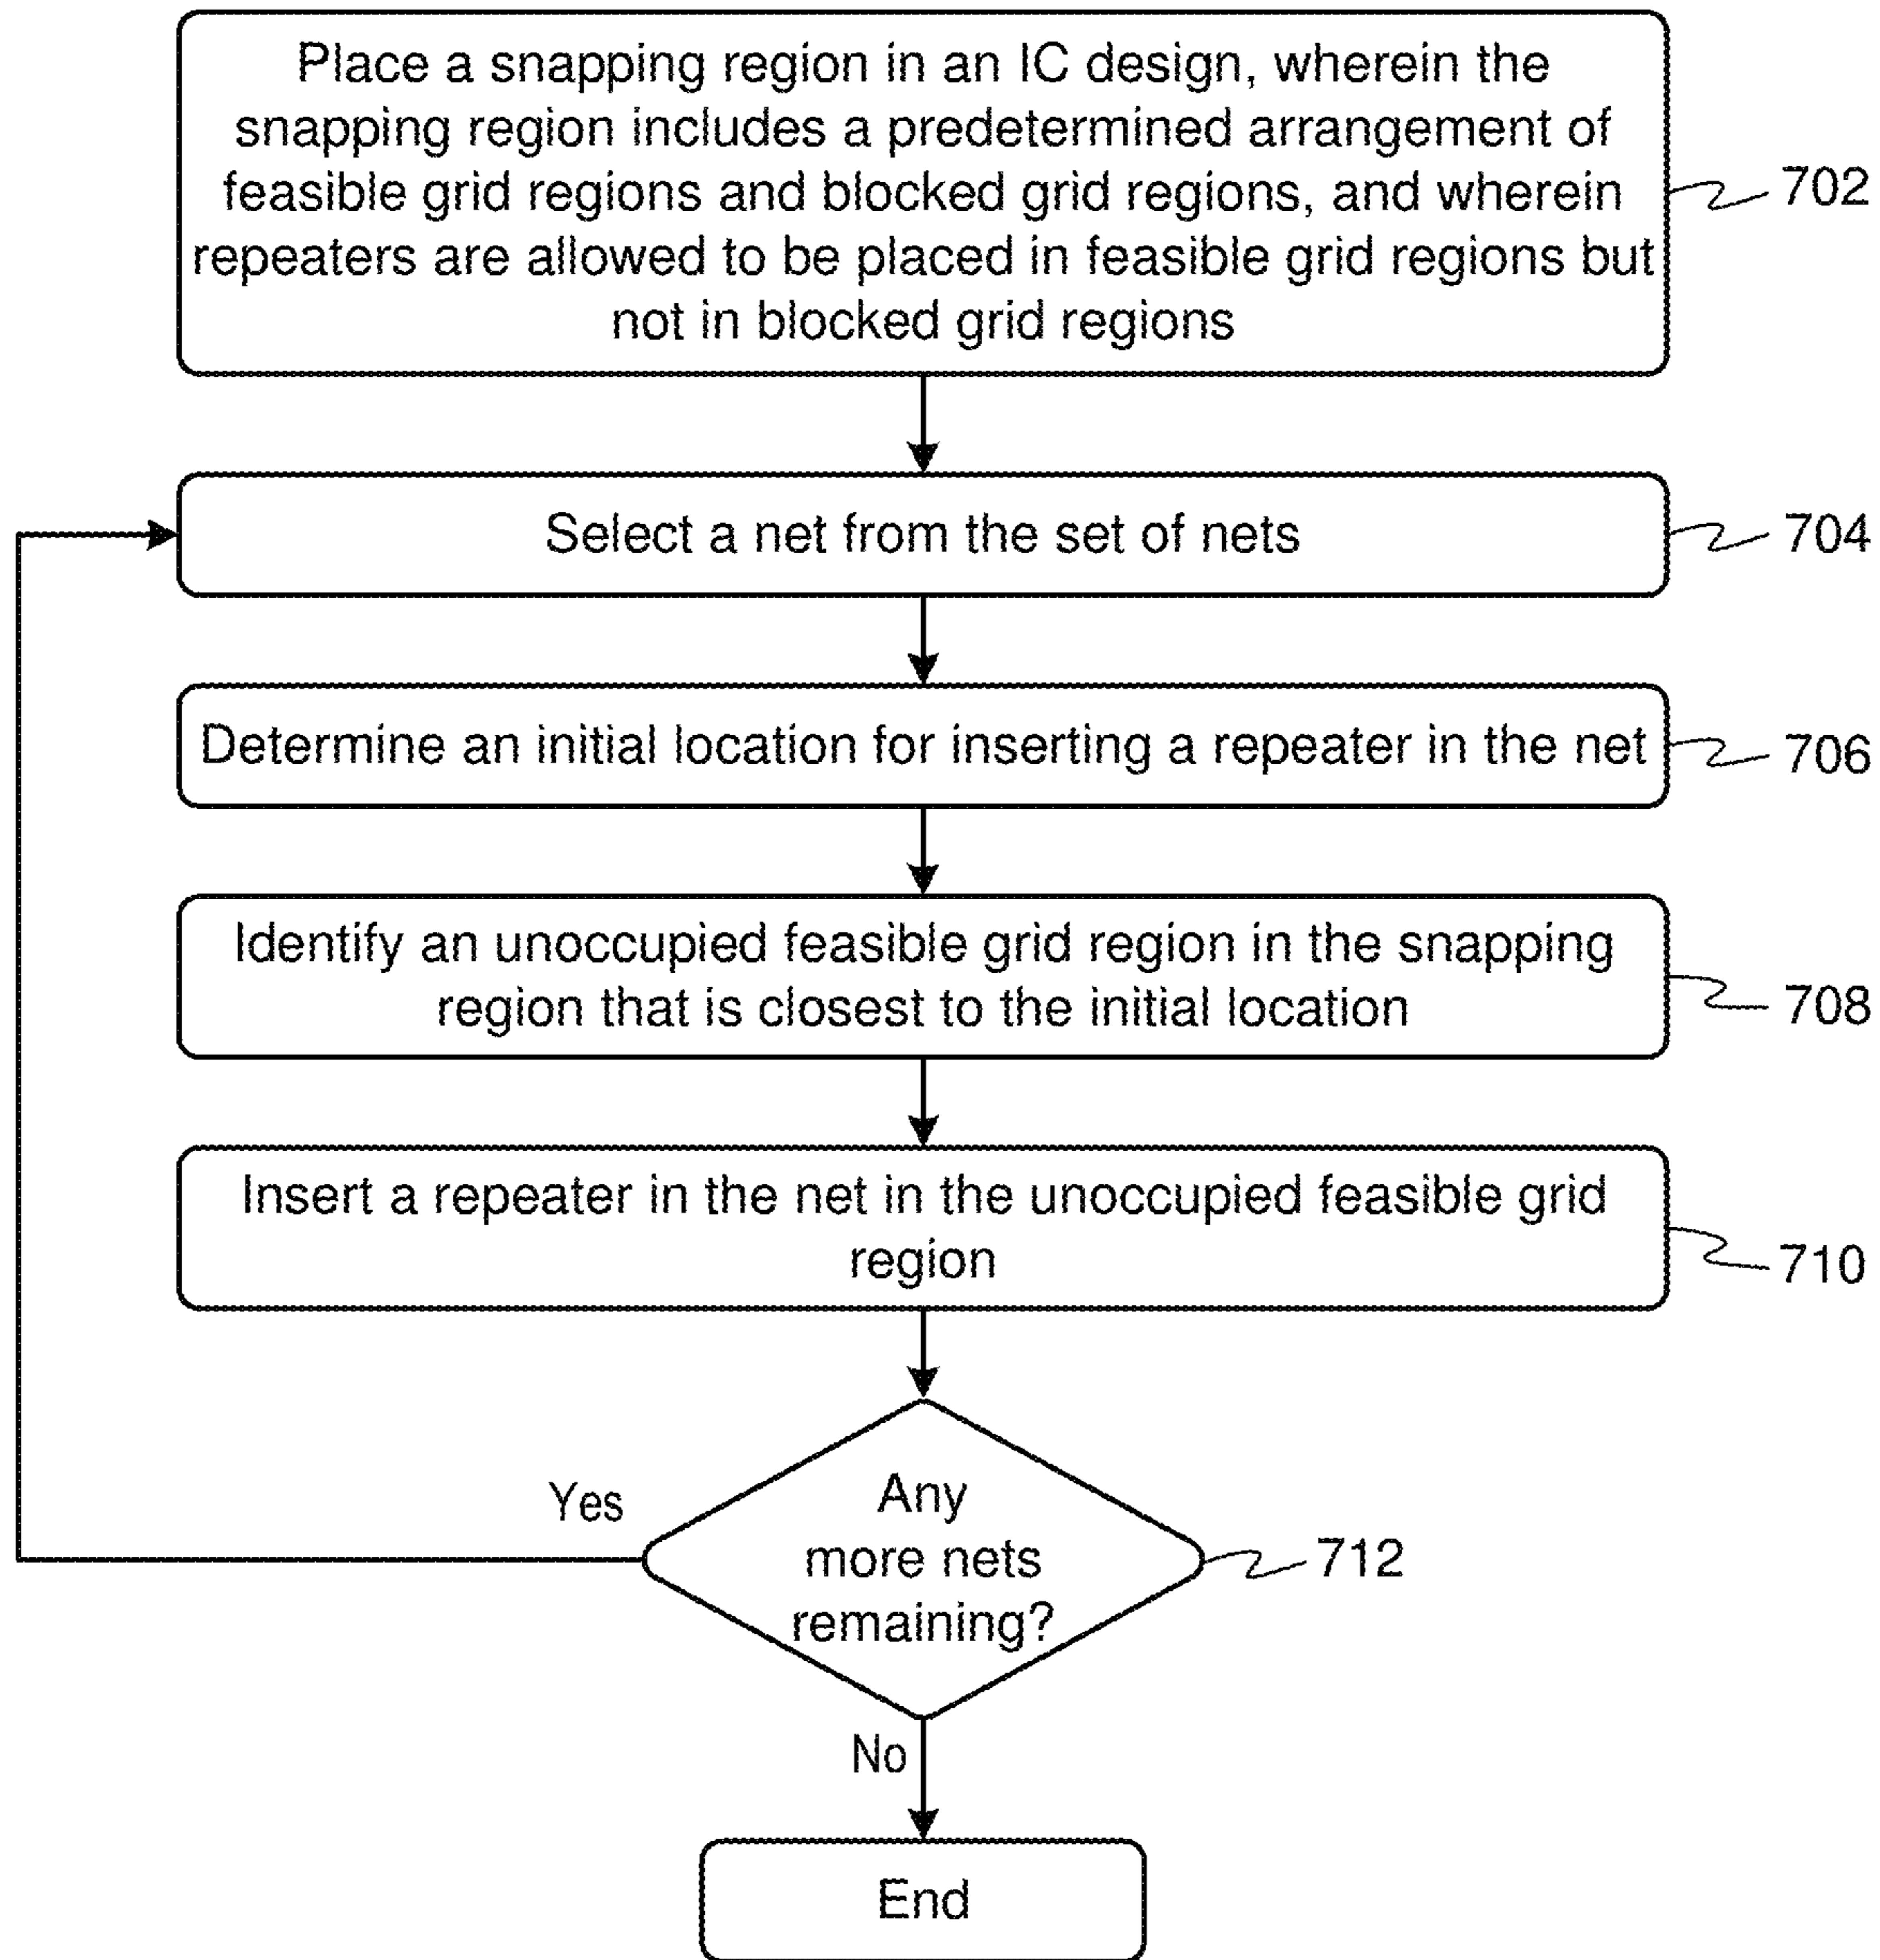 Place a snapping region in an IC design, wherein the
snapping region includes a predetermined arrangement of
feasible grid regions and blocked grid regions, and wherein
repeaters are allowed to be placed in feasible grid regions but
not in blocked grid regions
702
Select a net from the set of nets
704
Determine an initial location for inserting a repeater in the net
706
Identify an unoccupied feasible grid region in the snapping
region that is closest to the initial location
708
Insert a repeater in the net in the unoccupied feasible grid
region
710
Yes
Any
more nets
remaining?
712
No
End